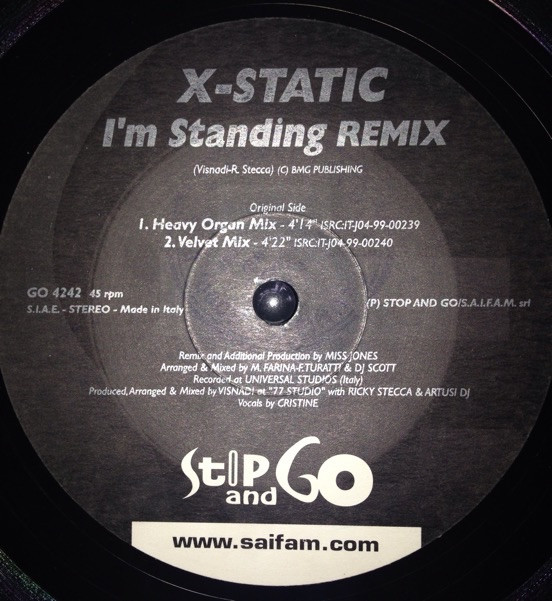 X-STATIC
I'm Standing REMIX
(Visnadi-R. Stecca) (C) BMG PUBLISHING
Original Side
1. Heavy Organ Mix - 4'14" ISRC:IT-J04-99-00239
2. Velvet Mix - 4'22" ISRC:IT-J04-99-00240
GO 4242 45 rpm
S.I.A.E. - STEREO - Made in Italy
(P) STOP AND GO/S.A.I.F.A.M. srl
Remix and Additional Production by MISS JONES
Arranged & Mixed by M. FARINA-F.TURATTI & DJ SCOTT
Recorded at UNIVERSAL STUDIOS (Italy)
Produced, Arranged & Mixed by VISNADI at "77 STUDIO" with RICKY STECCA & ARTUSI DJ
Vocals by CRISTINE
StOP
and GO
www.saifam.com